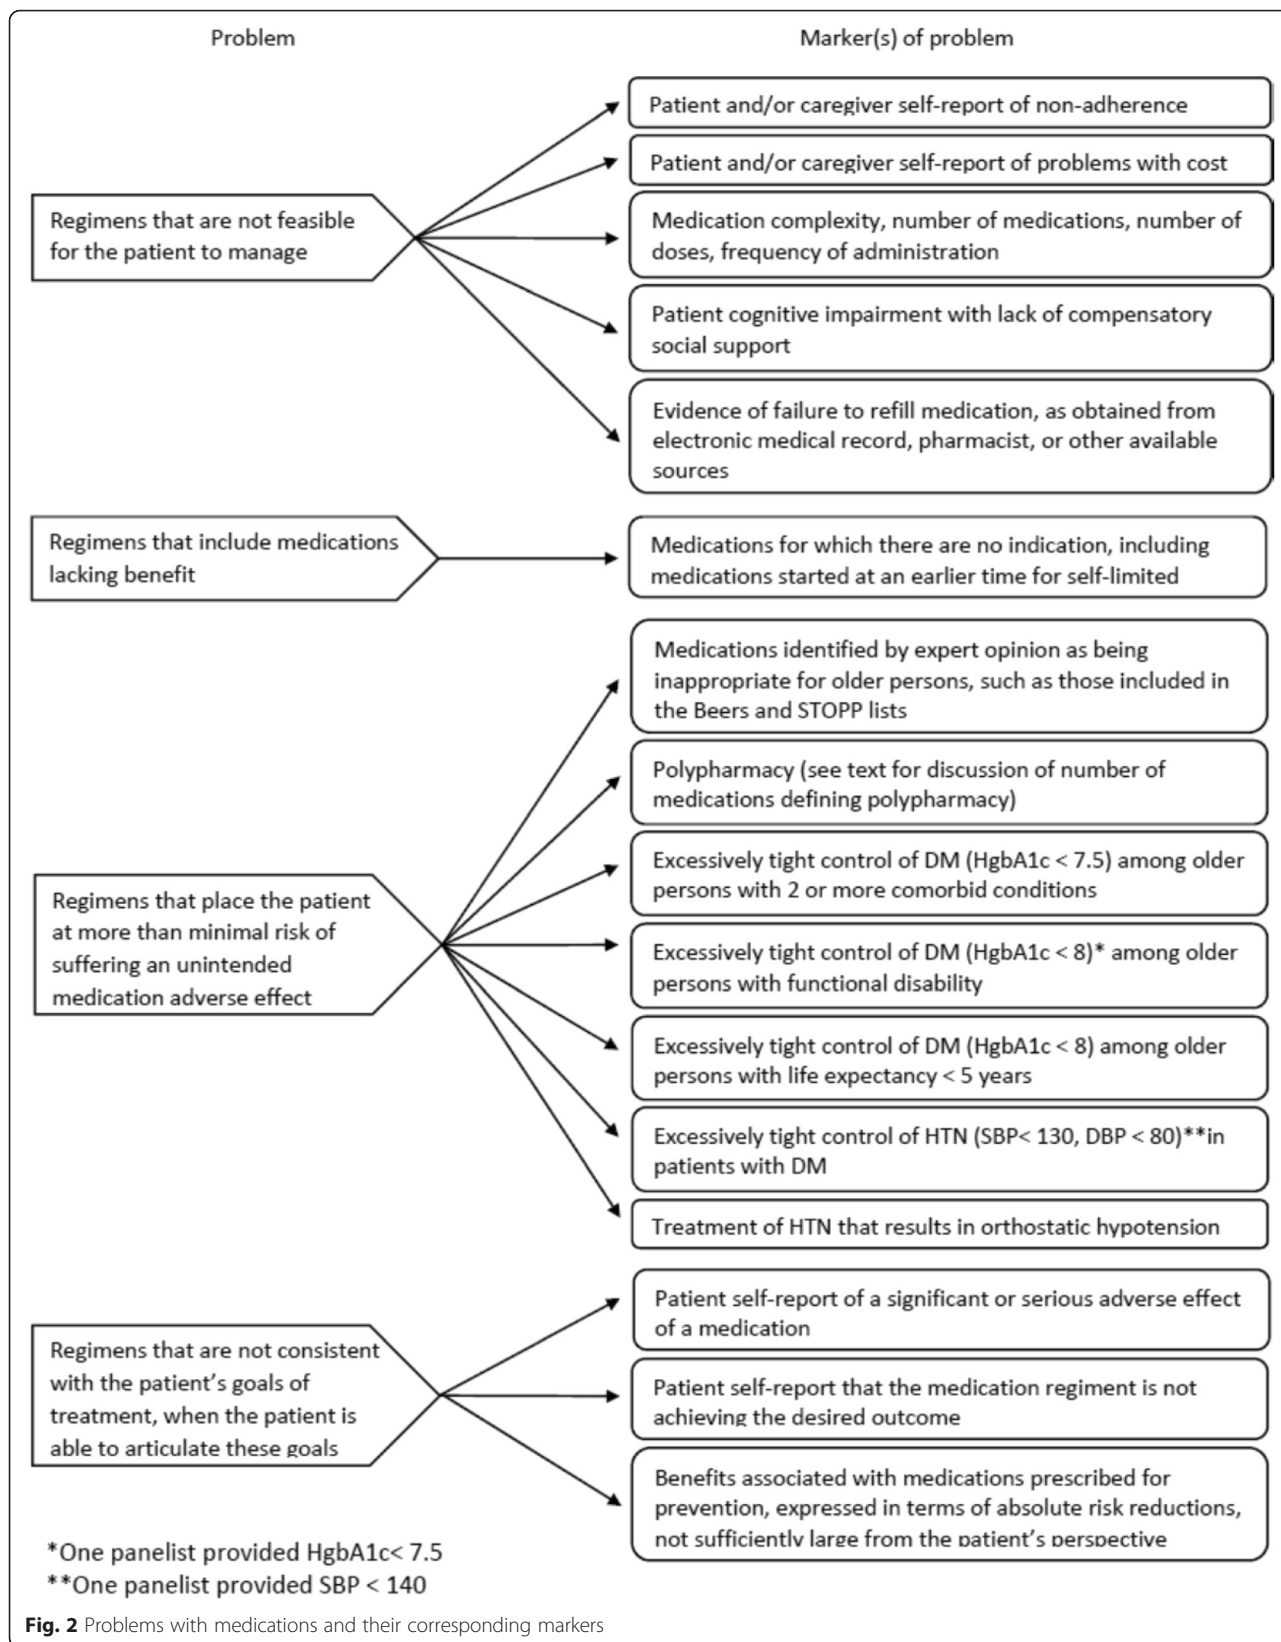 Problem
Marker(s) of problem
Regimens that are not feasible
for the patient to manage
Patient and/or caregiver self-report of non-adherence
Patient and/or caregiver self-report of problems with cost
Medication complexity, number of medications, number of
doses, frequency of administration
Patient cognitive impairment with lack of compensatory
social support
Evidence of failure to refill medication, as obtained from
electronic medical record, pharmacist, or other available
sources
Regimens that include medications
lacking benefit
Medications for which there are no indication, including
medications started at an earlier time for self-limited
Regimens that place the patient
at more than minimal risk of
suffering an unintended
medication adverse effect
Medications identified by expert opinion as being
inappropriate for older persons, such as those included in
the Beers and STOPP lists
Polypharmacy (see text for discussion of number of
medications defining polypharmacy)
Excessively tight control of DM (HgbA1c < 7.5) among older
persons with 2 or more comorbid conditions
Excessively tight control of DM (HgbA1c < 8)* among older
persons with functional disability
Excessively tight control of DM (HgbA1c < 8) among older
persons with life expectancy < 5 years
Excessively tight control of HTN (SBP< 130, DBP < 80)**in
patients with DM
Treatment of HTN that results in orthostatic hypotension
Regimens that are not consistent
with the patient's goals of
treatment, when the patient is
able to articulate these goals
Patient self-report of a significant or serious adverse effect
of a medication
Patient self-report that the medication regiment is not
achieving the desired outcome
Benefits associated with medications prescribed for
prevention, expressed in terms of absolute risk reductions,
not sufficiently large from the patient's perspective
*One panelist provided HgbA1c< 7.5
**One panelist provided SBP < 140
Fig. 2 Problems with medications and their corresponding markers